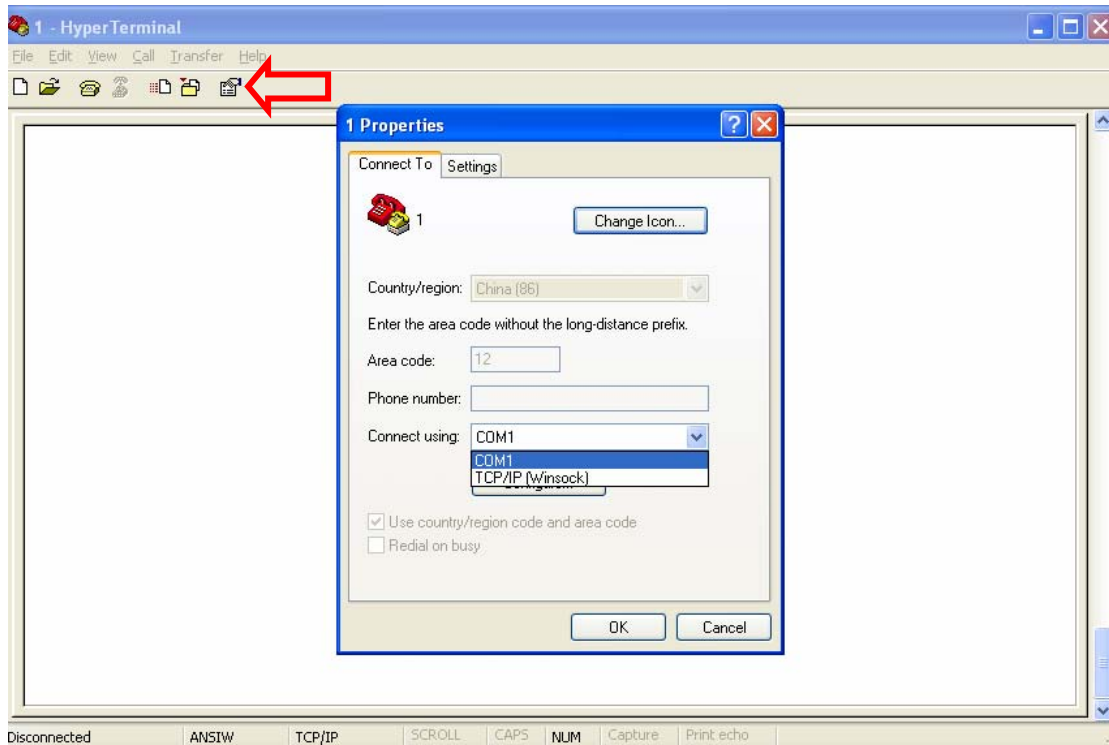 1 - HyperTerminal
File Edit View Call Transfer Help
1 Properties
Connect To Settings
1
Change Icon...
Country/region: China (86)
Enter the area code without the long-distance prefix.
Area code: 12
Phone number:
Connect using: COM1
COM1
TCP/IP (Winsock)
Use country/region code and area code
Redial on busy
OK Cancel
Disconnected ANSIW TCP/IP SCROLL CAPS NUM Capture Print echo